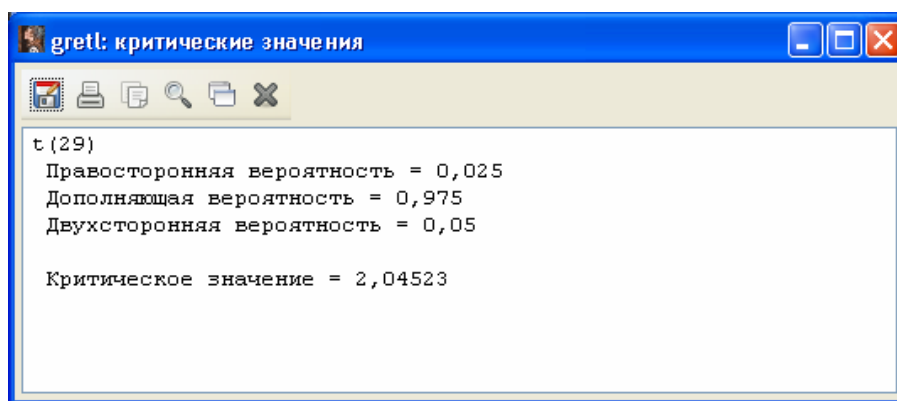 gretl: критические значения
t(29)
Правосторонняя вероятность = 0,025
Дополняющая вероятность = 0,975
Двухсторонняя вероятность = 0,05
Критическое значение = 2,04523